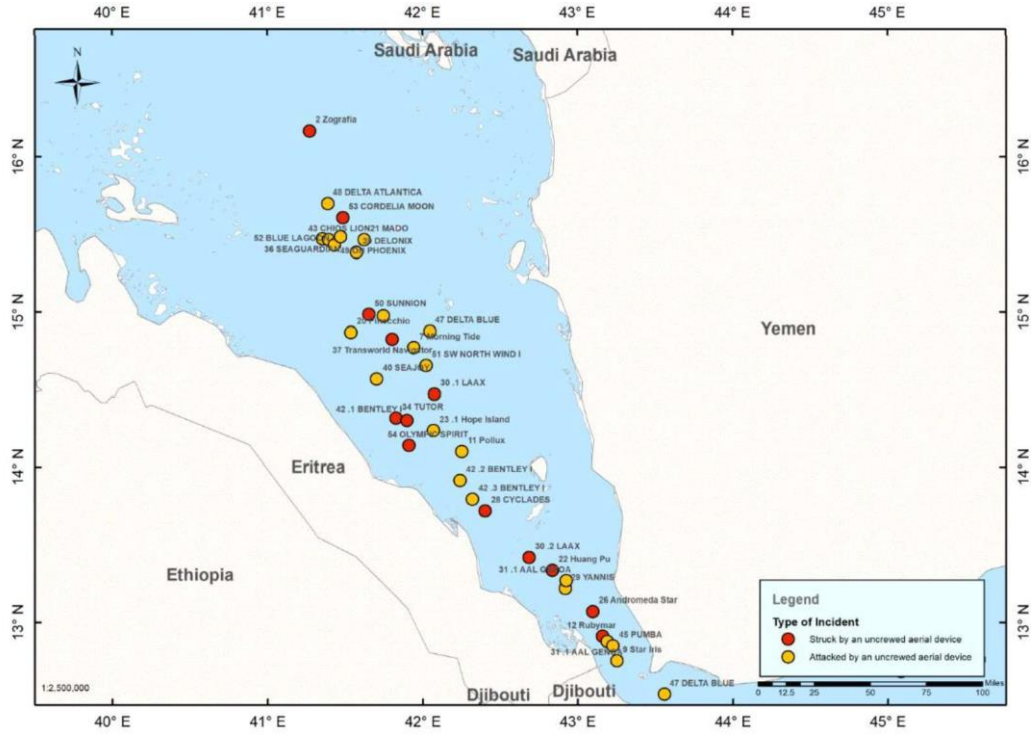 40° E 41° E 42° E 43° E 44° E 45° E
Saudi Arabia Saudi Arabia
N
2 Zografia
16° N 16° N
48 DELTA ATLANTICA
53 CORDELIA MOON
43 CHIOS LION 21 MADO
52 BLUE LAGOON DELONIX
36 SEAGUARDIAN PHOENIX
15° N 50 SUNNION 15° N
47 DELTA BLUE
Yemen
7 Morning Tide
37 Transworld Navigator
51 SW NORTH WIND I
40 SEAJOY
30 .1 LAAX
42 .1 BENTLEY I 34 TUTOR
23 .1 Hope Island
54 OLYMPIC SPIRIT
11 Pollux
14° N Eritrea 14° N
42 .2 BENTLEY I
42 .3 BENTLEY I
28 CYCLADES
30 .2 LAAX
22 Huang Pu
31 .1 AAL GENOA
29 YANNIS
Ethiopia
26 Andromeda Star
13° N 12 Rubymar 13° N
45 PUMBA
31 .1 AAL GENOA 9 Star Iris
47 DELTA BLUE
Djibouti Djibouti
1:2,500,000
Legend
Type of Incident
Struck by an uncrewed aerial device
Attacked by an uncrewed aerial device
Miles
0 12.5 25 50 75 100
40° E 41° E 42° E 43° E 44° E 45° E